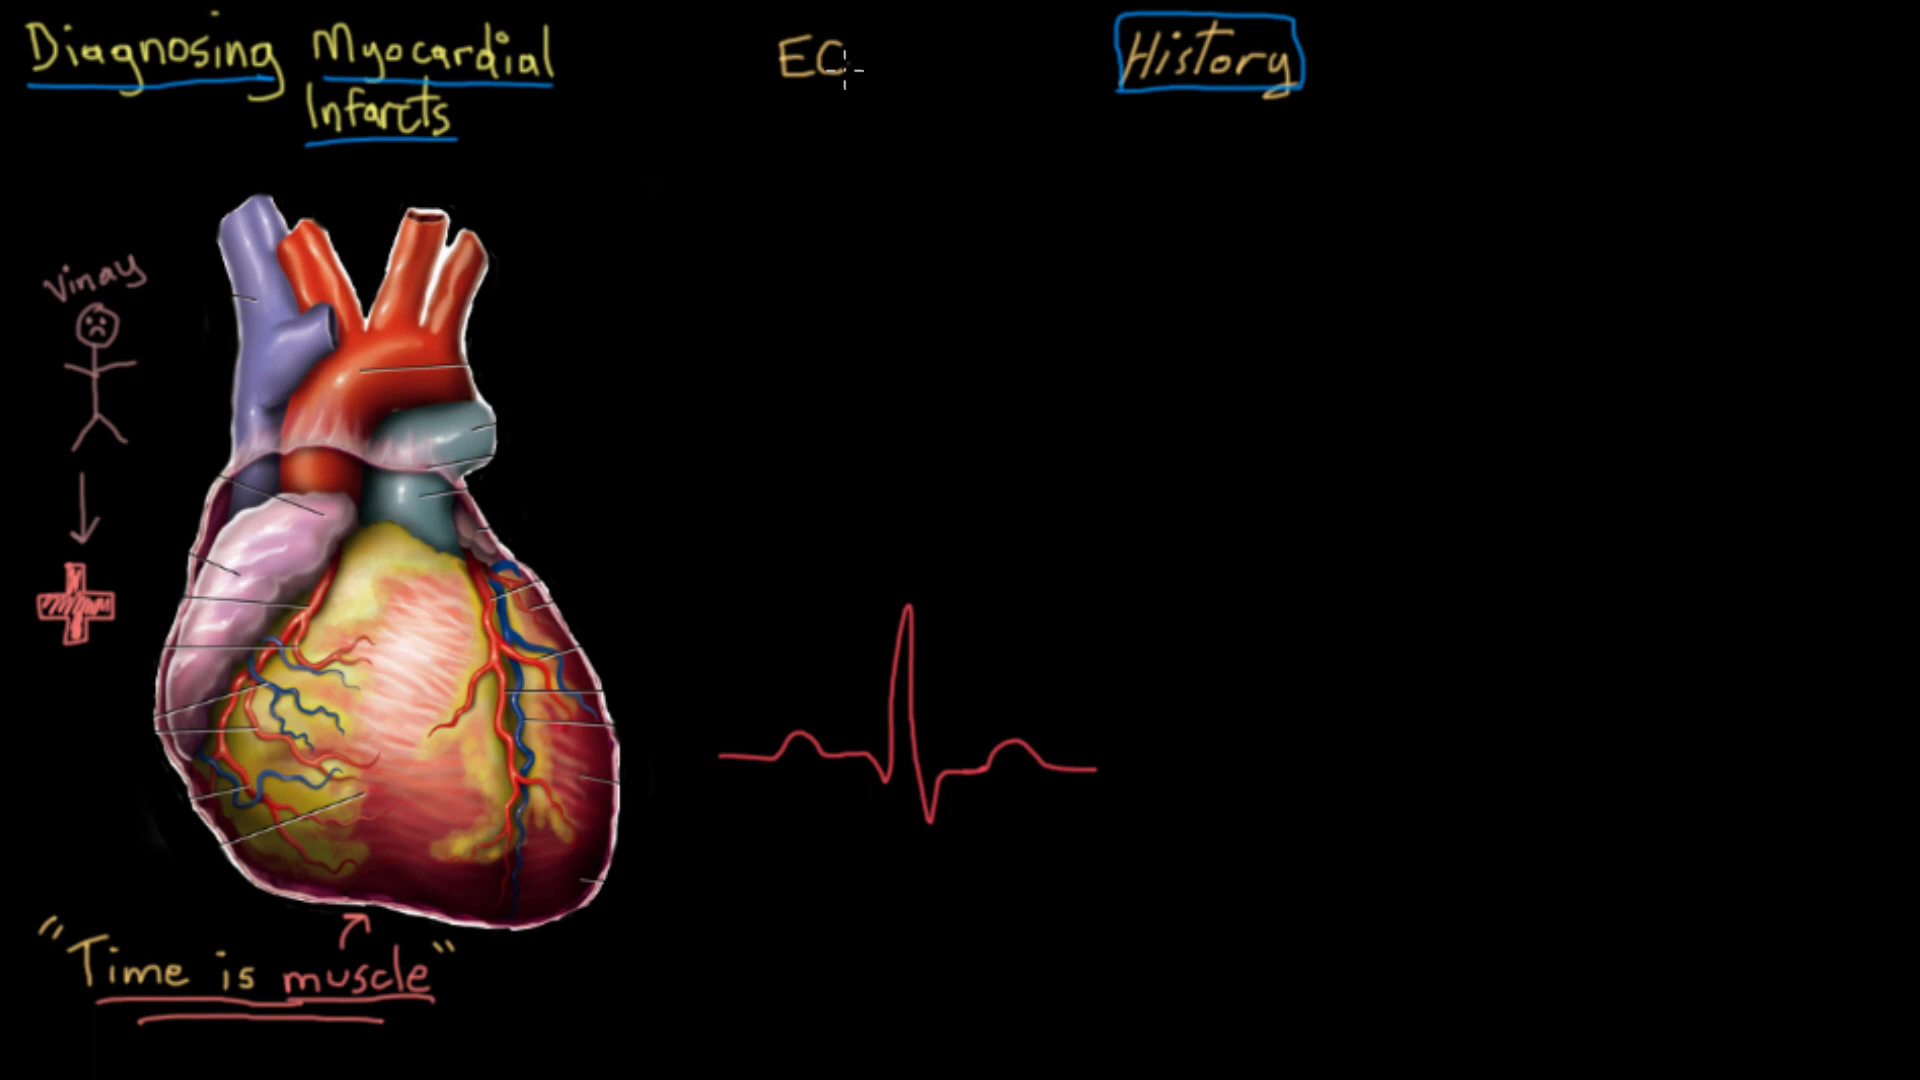 Diagnosing Myocardial
Infarcts
EC
History
Vinay
"Time is muscle"